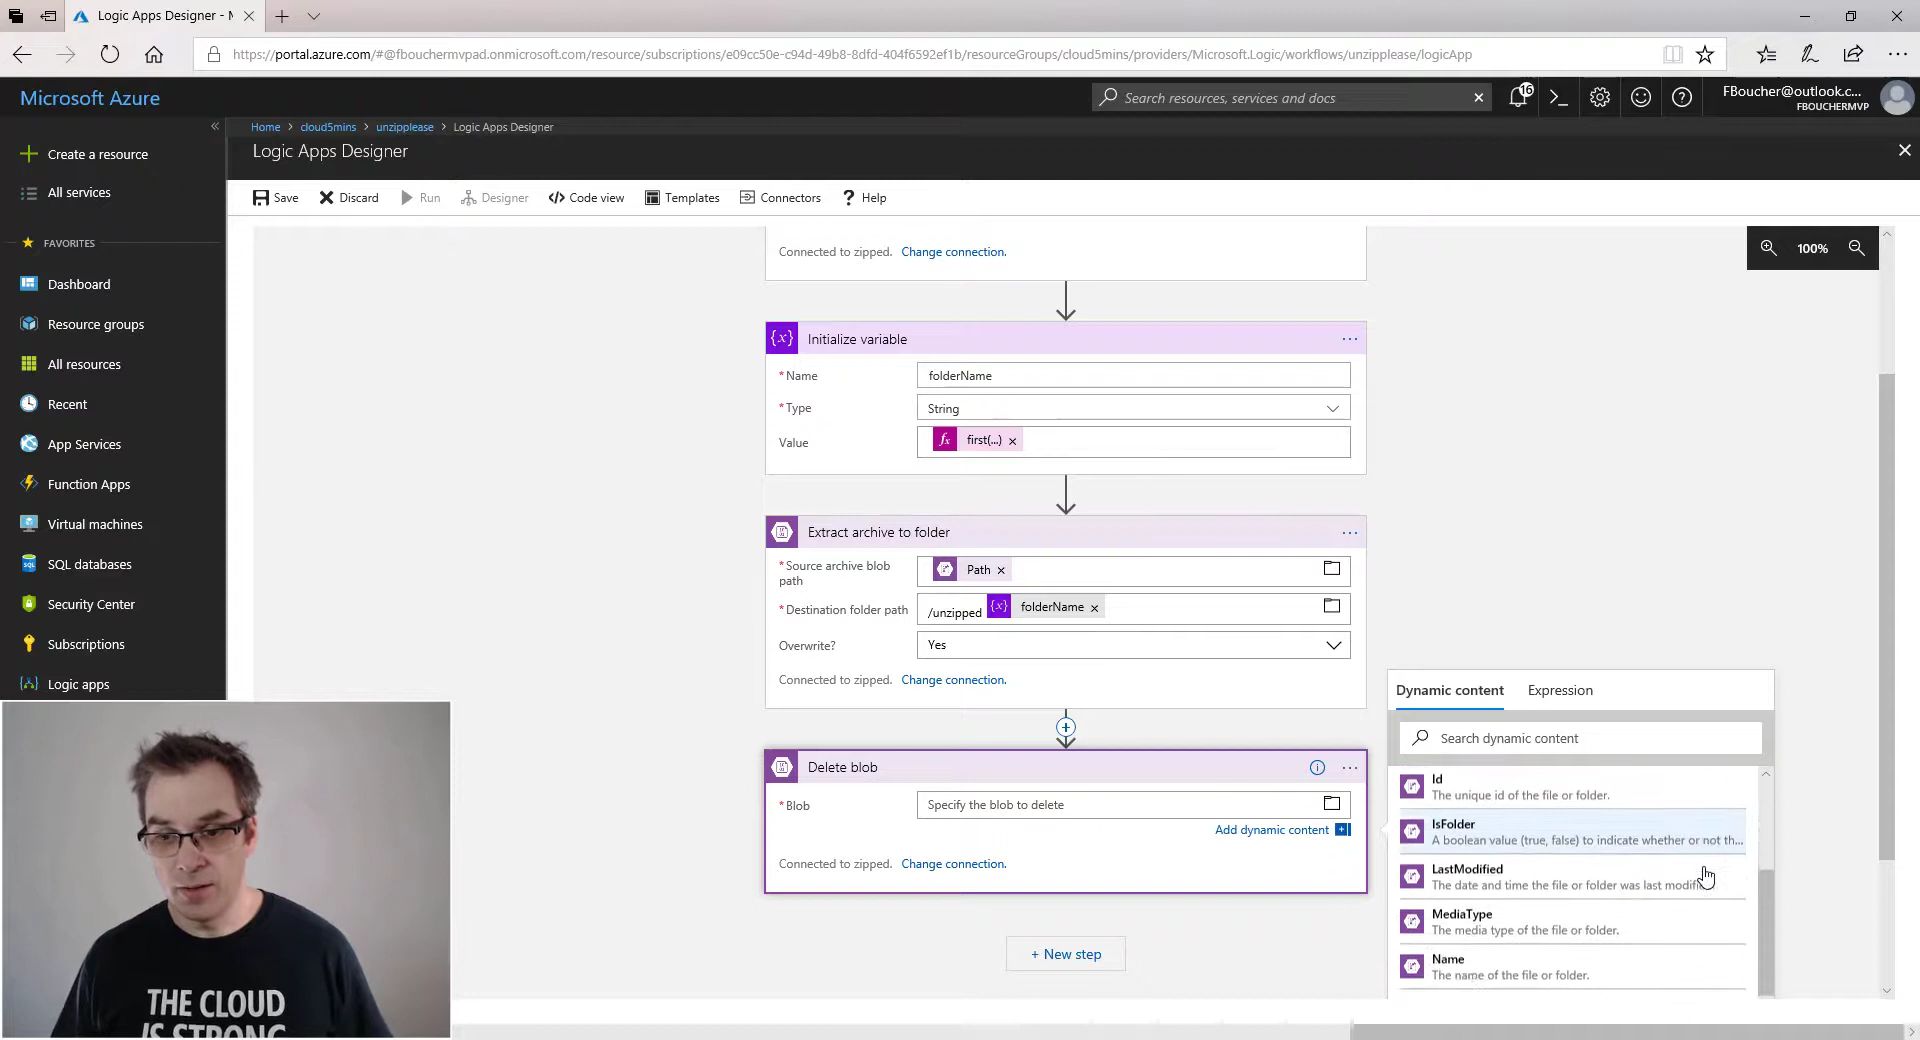 Logic Apps Designer - M
https://portal.azure.com/#@fbouchermvpad.onmicrosoft.com/resource/subscriptions/e09cc50e-c94d-49b8-8dfd-404f6592ef1b/resourceGroups/cloud5mins/providers/Microsoft.Logic/workflows/unzipplease/logicApp
Microsoft Azure
Search resources, services and docs
16
FBoucher@outlook.c...
FBOUCHERMVP
Home > cloud5mins > unzipplease > Logic Apps Designer
Logic Apps Designer
Create a resource
All services
FAVORITES
Dashboard
Resource groups
All resources
Recent
App Services
Function Apps
Virtual machines
SQL databases
Security Center
Subscriptions
Logic apps
Save Discard Run Designer Code view Templates Connectors Help
100%
Connected to zipped. Change connection.
Initialize variable
* Name folderName
* Type String
Value first(...)
Extract archive to folder
* Source archive blob
path
Path
* Destination folder path /unzipped folderName
Overwrite? Yes
Connected to zipped. Change connection.
Delete blob
* Blob Specify the blob to delete
Add dynamic content
Connected to zipped. Change connection.
+ New step
Dynamic content Expression
Search dynamic content
Id
The unique id of the file or folder.
IsFolder
A boolean value (true, false) to indicate whether or not th...
LastModified
The date and time the file or folder was last modifi
MediaType
The media type of the file or folder.
Name
The name of the file or folder.
THE CLOUD
IS STRONG